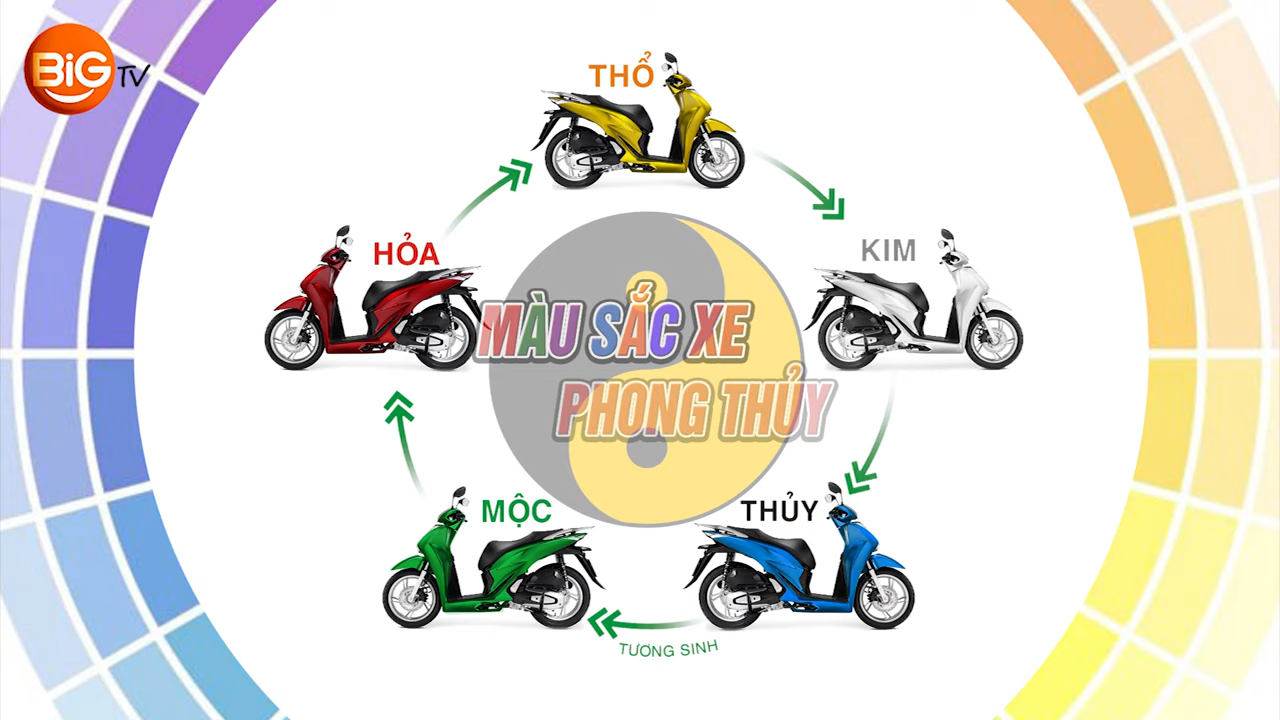 BiG TV
THỔ
HỎA
KIM
MÀU SẮC XE
PHONG THỦY
MỘC
THỦY
TƯƠNG SINH